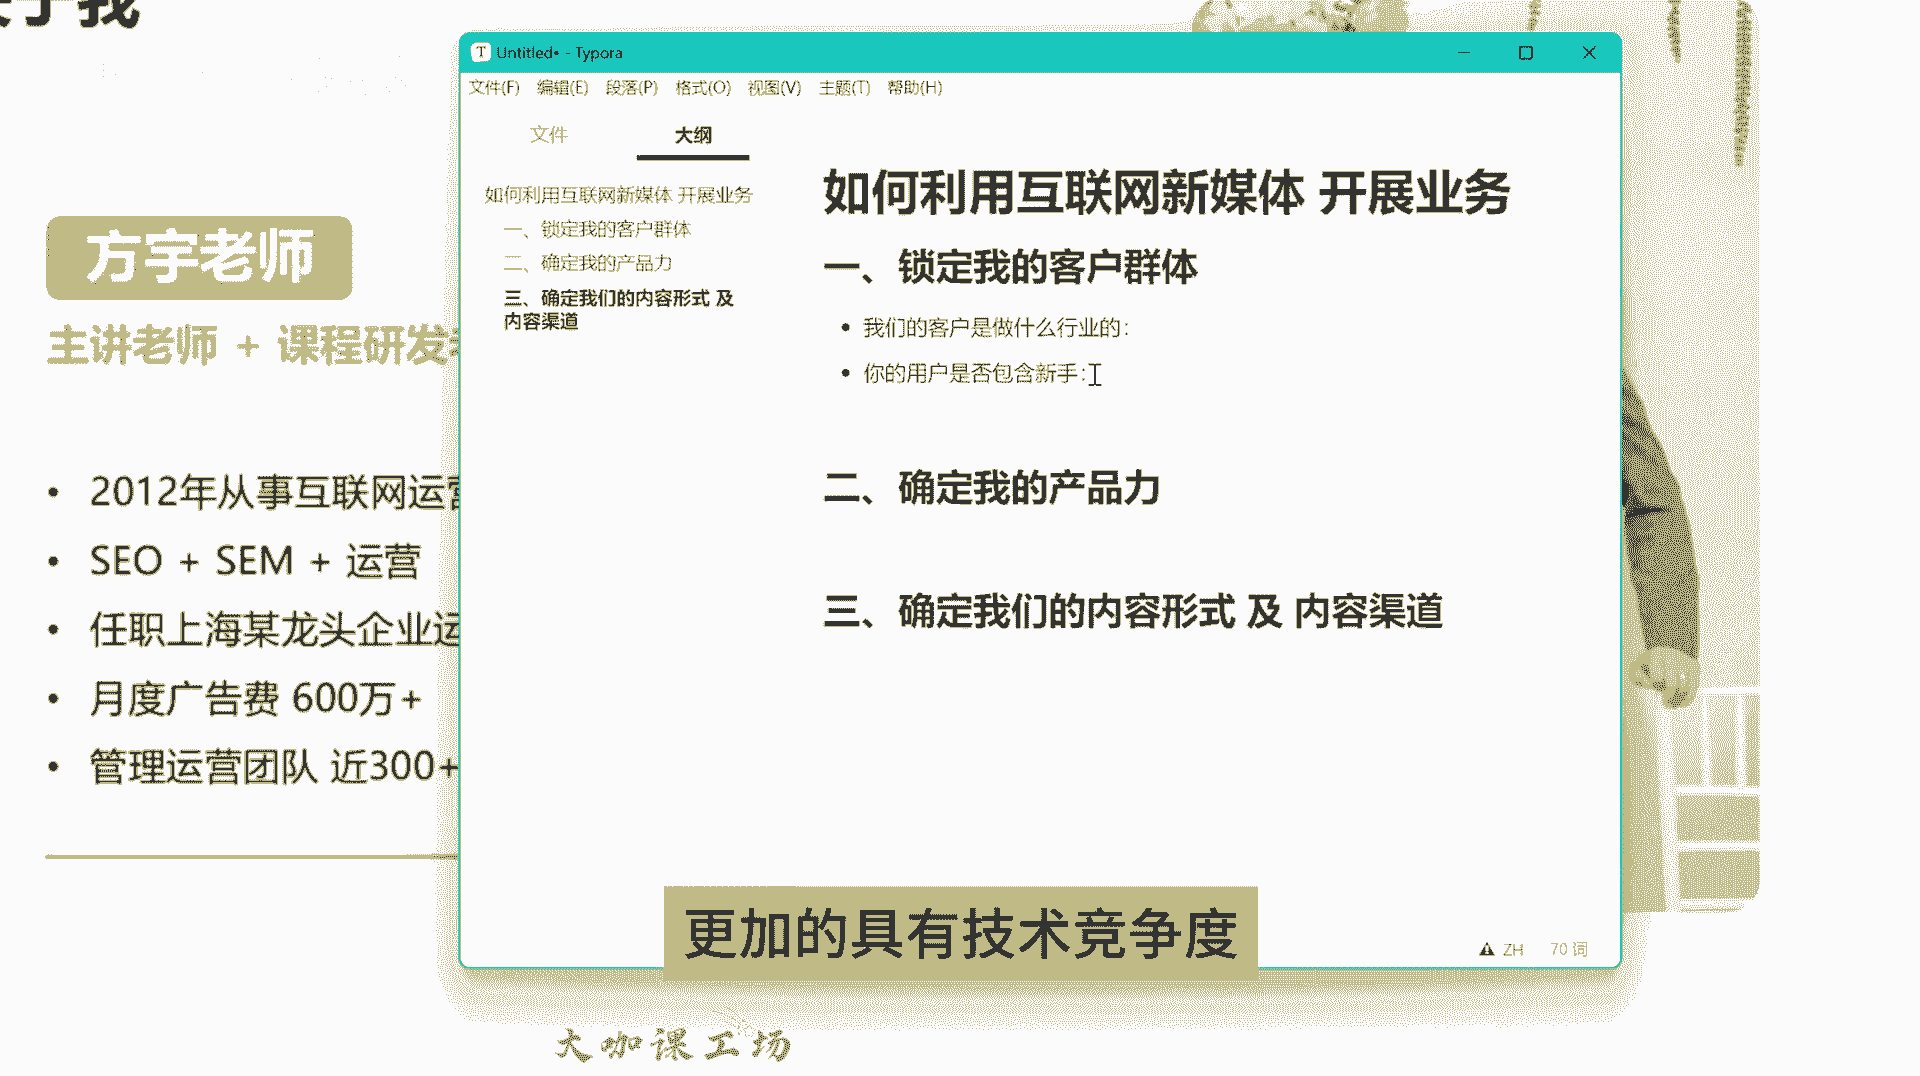 于我
方宇老师
主讲老师 + 课程研发
2012年从事互联网运营
SEO + SEM + 运营
任职上海某龙头企业运
月度广告费 600万+
管理运营团队 近300+
Untitled• - Typora
文件(F) 编辑(E) 段落(P) 格式(O) 视图(V) 主题(T) 帮助(H)
文件 大纲
如何利用互联网新媒体 开展业务
一、锁定我的客户群体
二、确定我的产品力
三、确定我们的内容形式 及
内容渠道
如何利用互联网新媒体 开展业务
一、锁定我的客户群体
我们的客户是做什么行业的：
你的用户是否包含新手：
二、确定我的产品力
三、确定我们的内容形式 及 内容渠道
ZH 70 词
更加的具有技术竞争度
大咖课工场